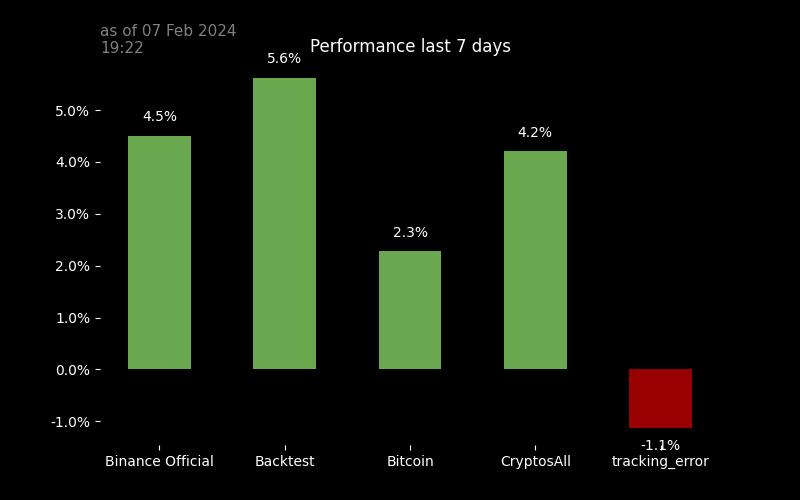 as of 07 Feb 2024
19:22
Performance last 7 days
5.6%
4.5%
4.2%
2.3%
-1.1%
5.0%
4.0%
3.0%
2.0%
1.0%
0.0%
-1.0%
Binance Official
Backtest
Bitcoin
CryptosAll
tracking_error